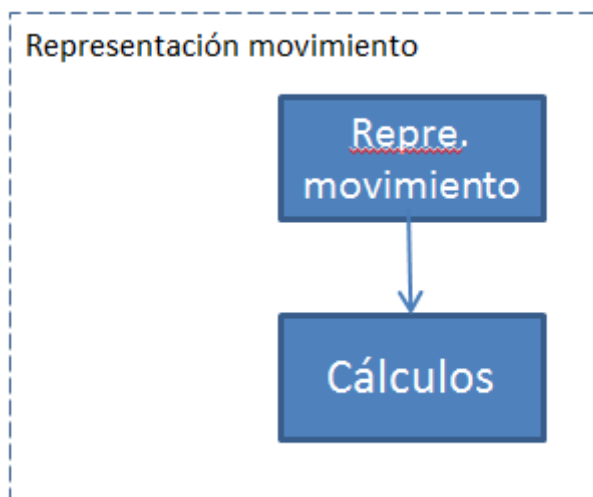 Representación movimiento
Repre.
movimiento
Cálculos